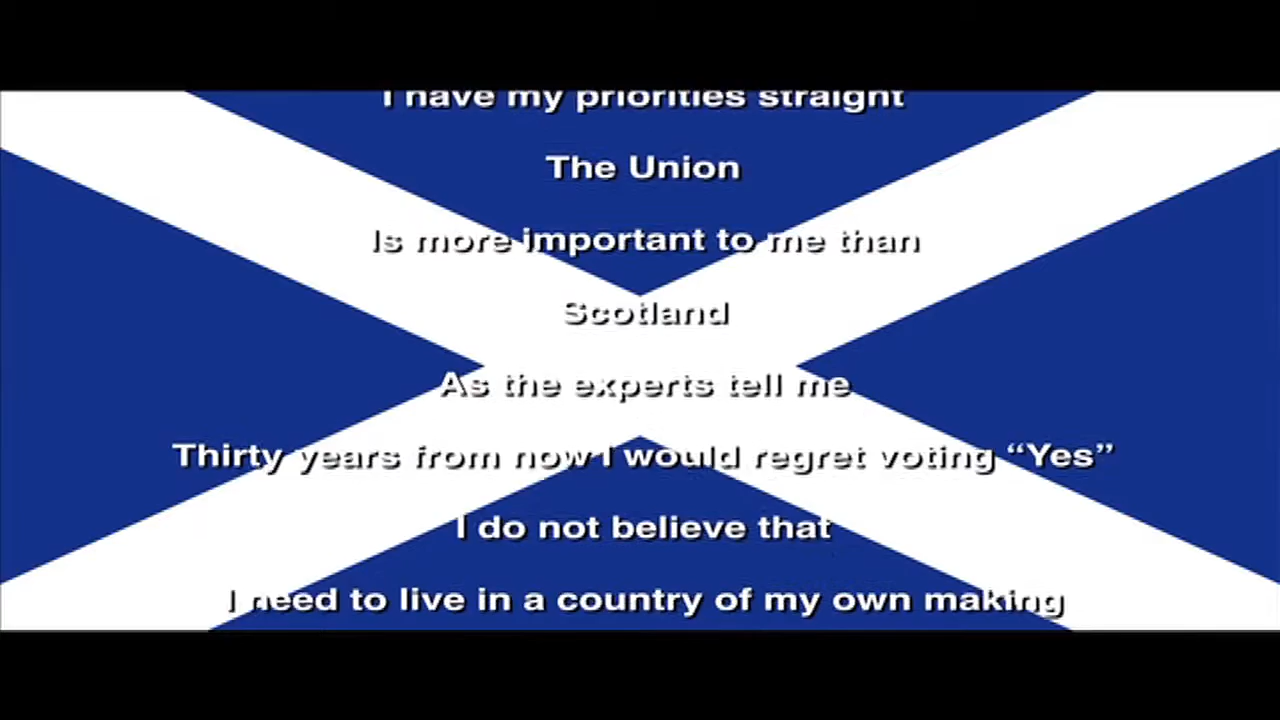 I have my priorities straight
The Union
Is more important to me than
Scotland
As the experts tell me
Thirty years from now I would regret voting “Yes”
I do not believe that
I need to live in a country of my own making